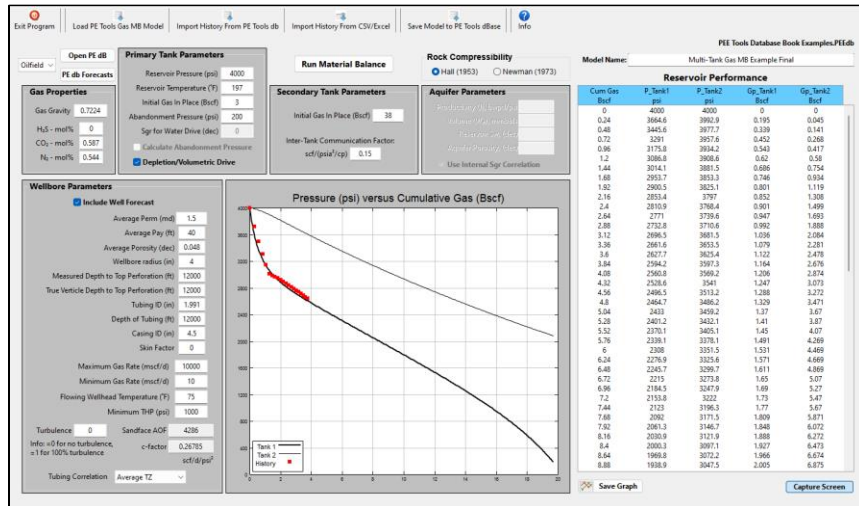 Exit Program
Load PE Tools Gas MB Model
Import History From PE Tools db
Import History From CSV/Excel
Save Model to PE Tools dBase
Info
PEE Tools Database Book Examples.PEEdb
Oilfield
Open PE dB
PE db Forecasts
Gas Properties
Gas Gravity 0.7224
H₂S - mol% 0
CO₂ - mol% 0.587
N₂ - mol% 0.544
Primary Tank Parameters
Reservoir Pressure (psi) 4000
Reservoir Temperature (°F) 197
Initial Gas In Place (Bscf) 3
Abandonment Pressure (psi) 200
Sgr for Water Drive (dec) 0
Calculate Abandonment Pressure
Depletion/Volumetric Drive
Run Material Balance
Secondary Tank Parameters
Initial Gas In Place (Bscf) 38
Inter-Tank Communication Factor:
scf/(psia²/cp) 0.15
Rock Compressibility
Hall (1953) Newman (1973)
Aquifer Parameters
Use Internal Sgr Correlation
Wellbore Parameters
Include Well Forecast
Average Perm (md) 1.5
Average Pay (ft) 40
Average Porosity (dec) 0.048
Wellbore radius (in) 4
Measured Depth to Top Perforation (ft) 12000
True Verticle Depth to Top Perforation (ft) 12000
Tubing ID (in) 1.991
Depth of Tubing (ft) 12000
Casing ID (in) 4.5
Skin Factor 0
Maximum Gas Rate (mscf/d) 10000
Minimum Gas Rate (mscf/d) 10
Flowing Wellhead Temperature (°F) 75
Minimum THP (psi) 1000
Turbulence 0 Sandface AOF 4286
Info: =0 for no turbulence,
=1 for 100% turbulence
c-factor 0.26785
scf/d/psi²
Tubing Correlation Average TZ
Pressure (psi) versus Cumulative Gas (Bscf)
4000
3600
3200
2800
2400
2000
1600
1200
800
400
0 2 4 6 8 10 12 14 16 18 20
Tank 1
Tank 2
History
Model Name: Multi-Tank Gas MB Example Final
Reservoir Performance
Cum Gas P_Tank1 P_Tank2 Gp_Tank1 Gp_Tank2
Bscf psi psi Bscf Bscf
0 4000 4000 0 0
0.24 3664.6 3992.9 0.195 0.045
0.48 3445.6 3977.7 0.339 0.141
0.72 3291 3957.6 0.452 0.268
0.96 3175.8 3934.2 0.543 0.417
1.2 3086.8 3908.6 0.62 0.58
1.44 3014.1 3881.5 0.686 0.754
1.68 2953.7 3853.3 0.746 0.934
1.92 2900.5 3825.1 0.801 1.119
2.16 2853.4 3797 0.852 1.308
2.4 2810.9 3768.4 0.901 1.499
2.64 2771 3739.6 0.947 1.693
2.88 2732.8 3710.6 0.992 1.888
3.12 2696.5 3681.5 1.036 2.084
3.36 2661.6 3653.5 1.079 2.281
3.6 2627.7 3625.4 1.122 2.478
3.84 2594.2 3597.3 1.164 2.676
4.08 2560.8 3569.2 1.206 2.874
4.32 2528.6 3541 1.247 3.073
4.56 2496.5 3513.2 1.288 3.272
4.8 2464.7 3486.2 1.329 3.471
5.04 2433 3459.2 1.37 3.67
5.28 2401.2 3432.1 1.41 3.87
5.52 2370.1 3405.1 1.45 4.07
5.76 2339.1 3378.1 1.491 4.269
6 2308 3351.5 1.531 4.469
6.24 2276.9 3325.6 1.571 4.669
6.48 2245.7 3299.7 1.611 4.869
6.72 2215 3273.8 1.65 5.07
6.96 2184.5 3247.9 1.69 5.27
7.2 2153.8 3222 1.73 5.47
7.44 2123 3196.3 1.77 5.67
7.68 2092 3171.5 1.809 5.871
7.92 2061.3 3146.7 1.848 6.072
8.16 2030.9 3121.9 1.888 6.272
8.4 2000.3 3097.1 1.927 6.473
8.64 1969.8 3072.2 1.966 6.674
8.88 1938.9 3047.5 2.005 6.875
Save Graph
Capture Screen